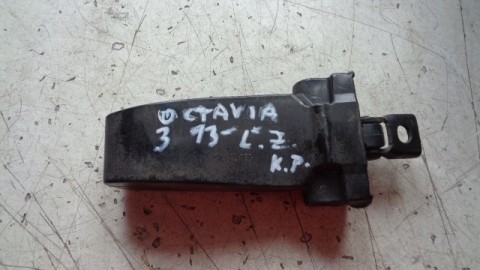 OCTAVIA
3 13- L.Z.
K.P.